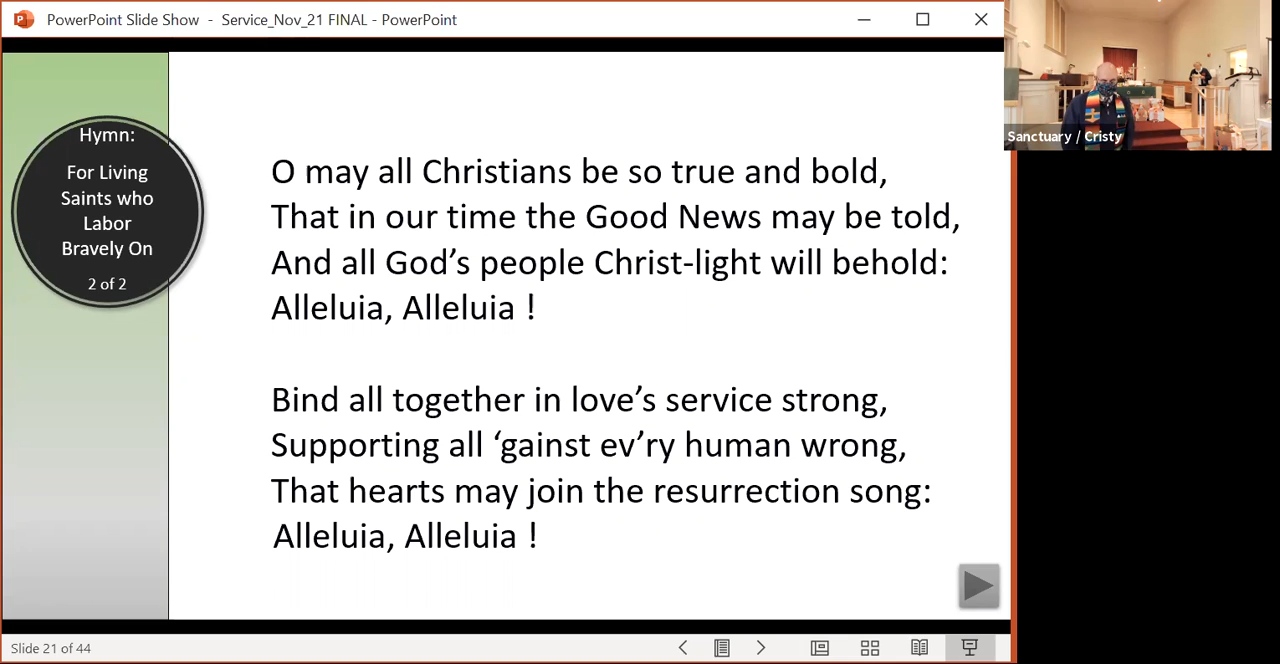 PowerPoint Slide Show - Service_Nov_21 FINAL - PowerPoint
Sanctuary / Cristy
Hymn:
For Living
Saints who
Labor
Bravely On
2 of 2
O may all Christians be so true and bold,
That in our time the Good News may be told,
And all God’s people Christ-light will behold:
Alleluia, Alleluia !
Bind all together in love’s service strong,
Supporting all ‘gainst ev’ry human wrong,
That hearts may join the resurrection song:
Alleluia, Alleluia !
Slide 21 of 44